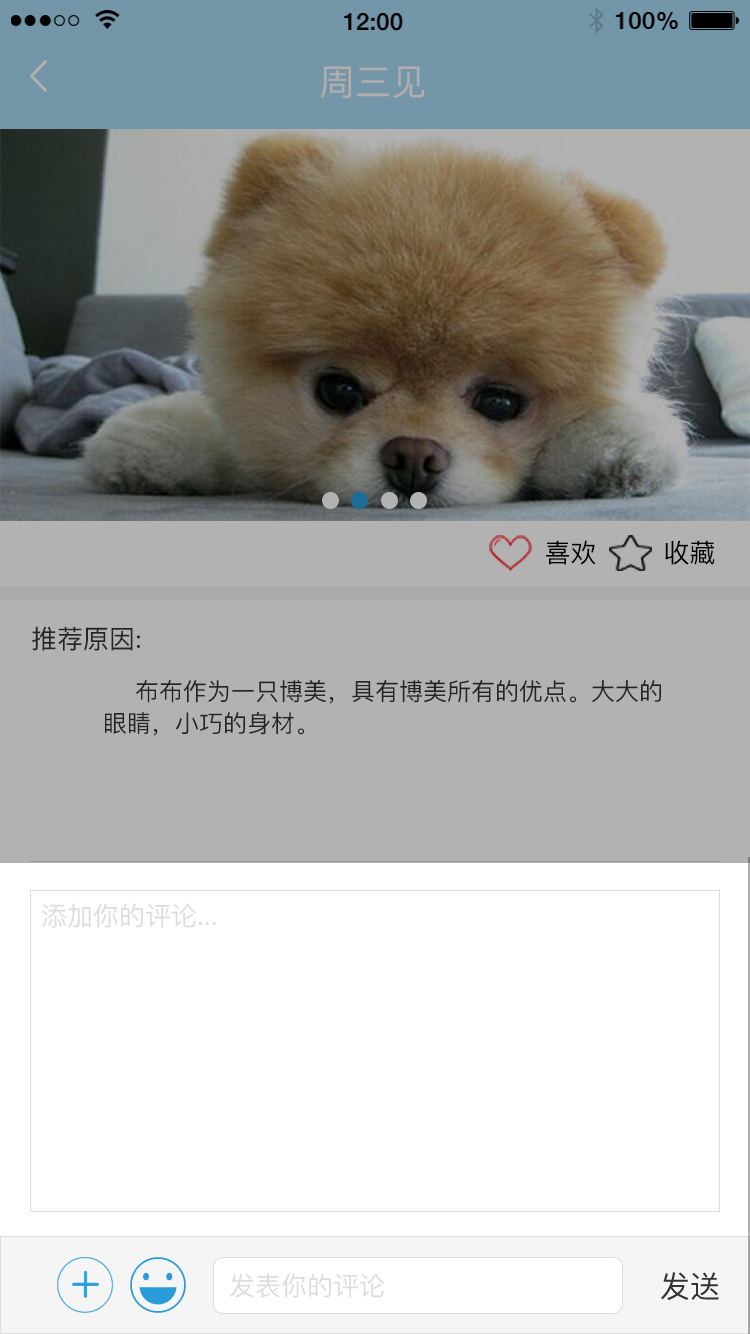 12:00
100%
周三见
喜欢 收藏
推荐原因:
布布作为一只博美，具有博美所有的优点。大大的
眼睛，小巧的身材。
添加你的评论...
发表你的评论
发送